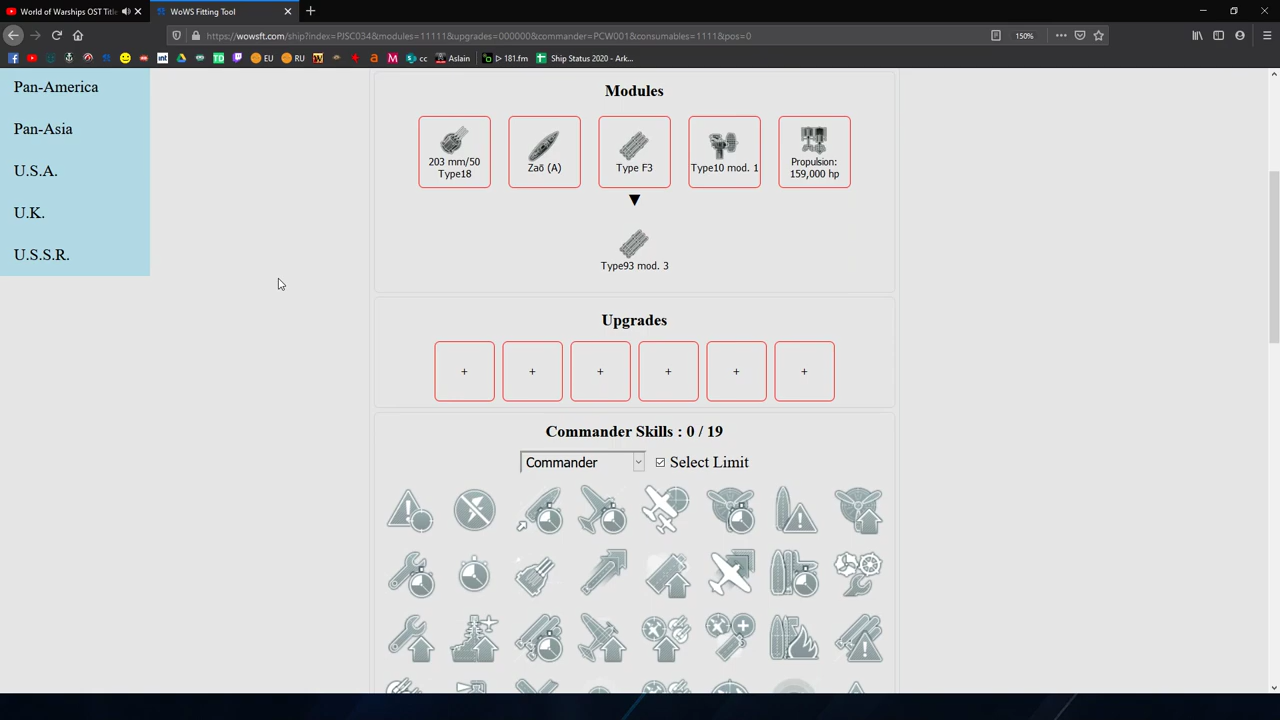 World of Warships OST Titl
WoWS Fitting Tool
https://wowsft.com/ship?index=PJSC034&modules=11111&upgrades=000000&commander=PCW001&consumables=1111&pos=0
150%
EU
RU
int
TD
cc
Aslain
181.fm
Ship Status 2020 - Ark...
Pan-America
Pan-Asia
U.S.A.
U.K.
U.S.S.R.
Modules
203 mm/50
Type18
Zaō (A)
Type F3
Type10 mod. 1
Propulsion:
159,000 hp
Type93 mod. 3
Upgrades
+ + + + + +
Commander Skills : 0 / 19
Commander
Select Limit